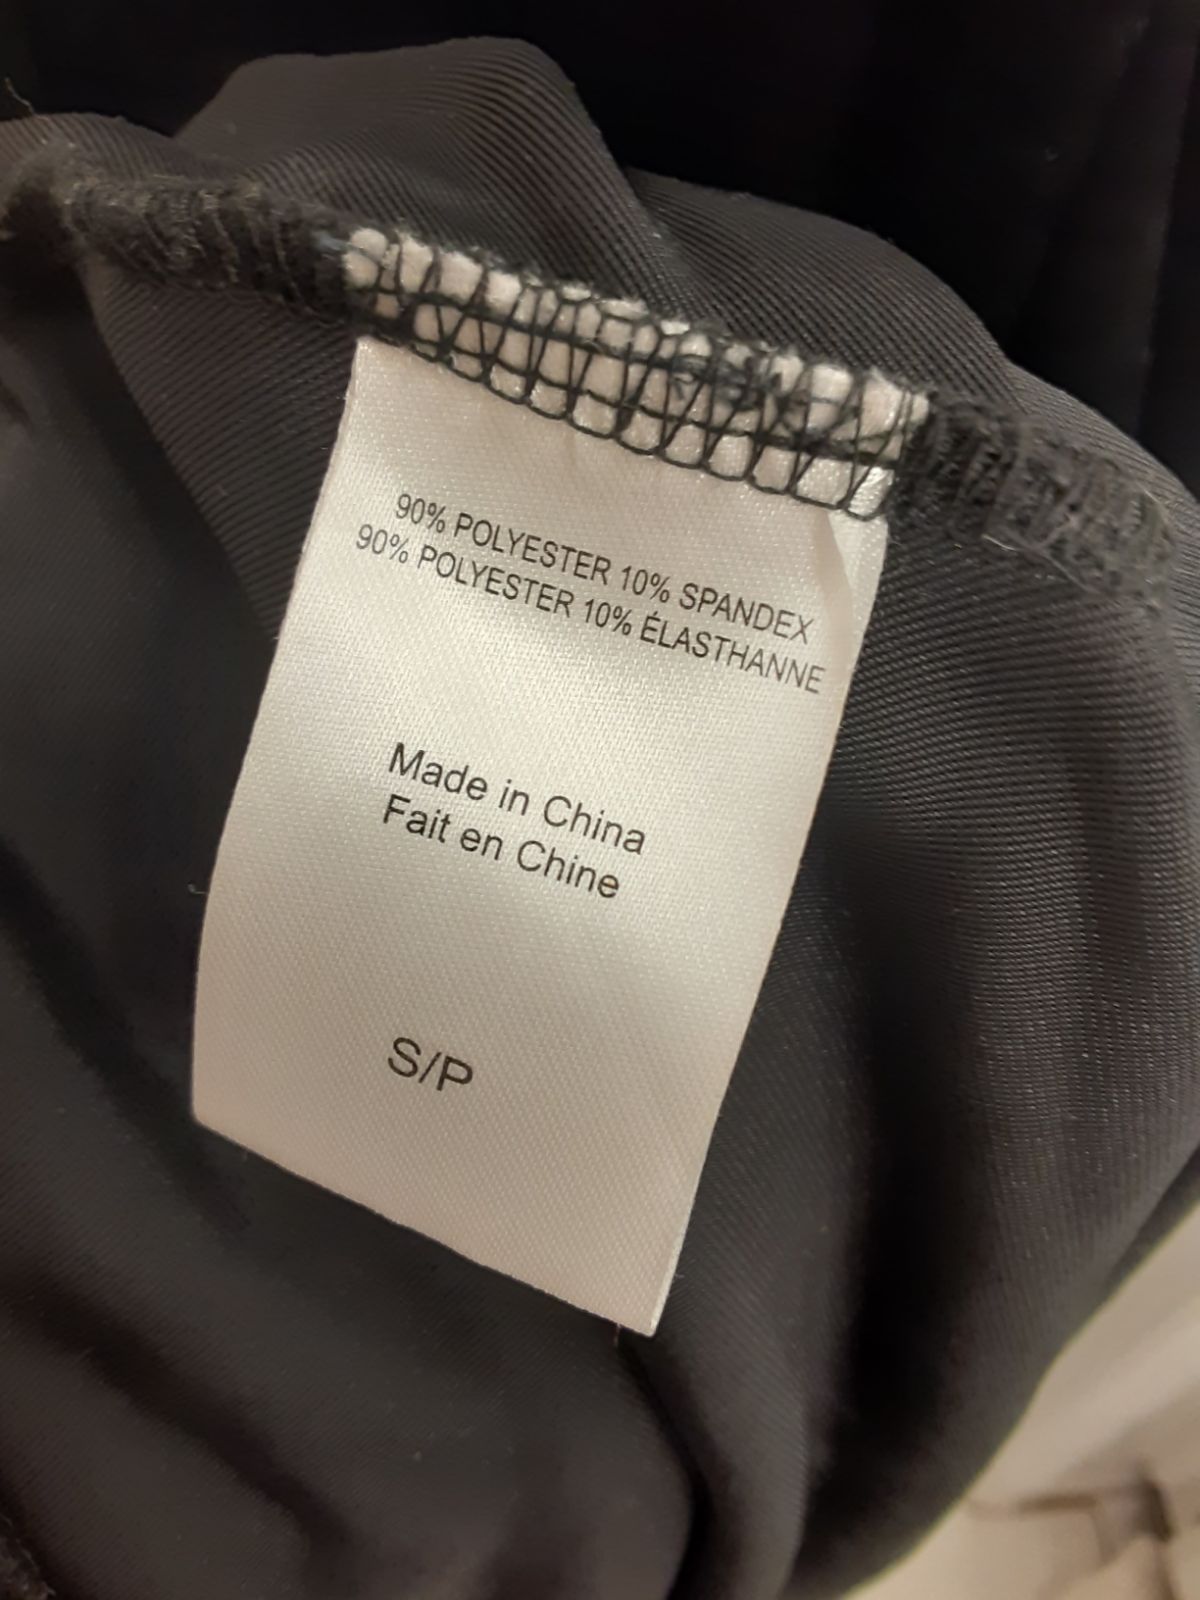 90% POLYESTER 10% SPANDEX
90% POLYESTER 10% ÉLASTHANNE
Made in China
Fait en Chine
S/P